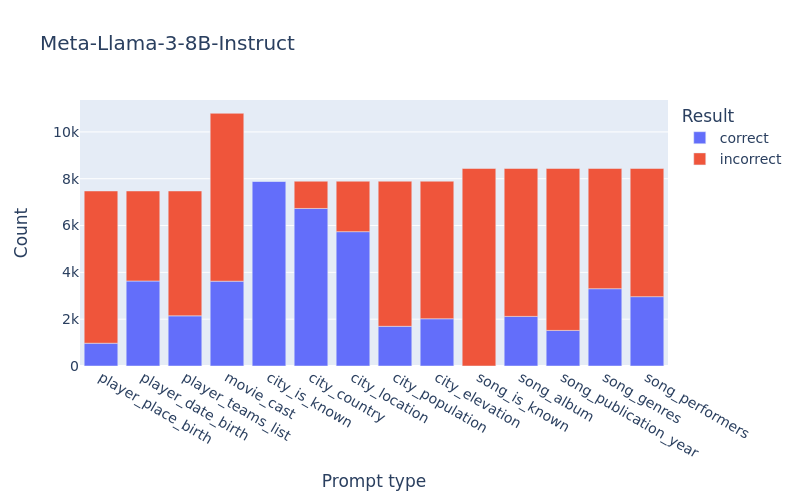 Meta-Llama-3-8B-Instruct
Result
correct
incorrect
Count
10k
8k
6k
4k
2k
0
player_place_birth
player_date_birth
player_teams_list
movie_cast
city_is_known
city_country
city_location
city_population
city_elevation
song_is_known
song_album
song_publication_year
song_genres
song_performers
Prompt type